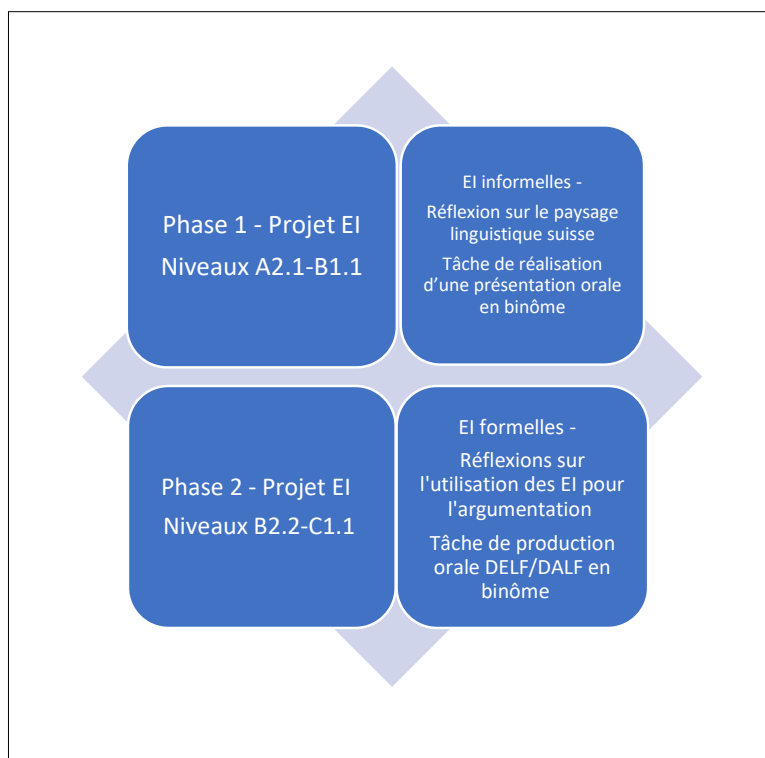 Phase 1 - Projet EI
Niveaux A2.1-B1.1
EI informelles -
Réflexion sur le paysage
linguistique suisse
Tâche de réalisation
d’une présentation orale
en binôme
Phase 2 - Projet EI
Niveaux B2.2-C1.1
EI formelles -
Réflexions sur
l'utilisation des EI pour
l'argumentation
Tâche de production
orale DELF/DALF en
binôme